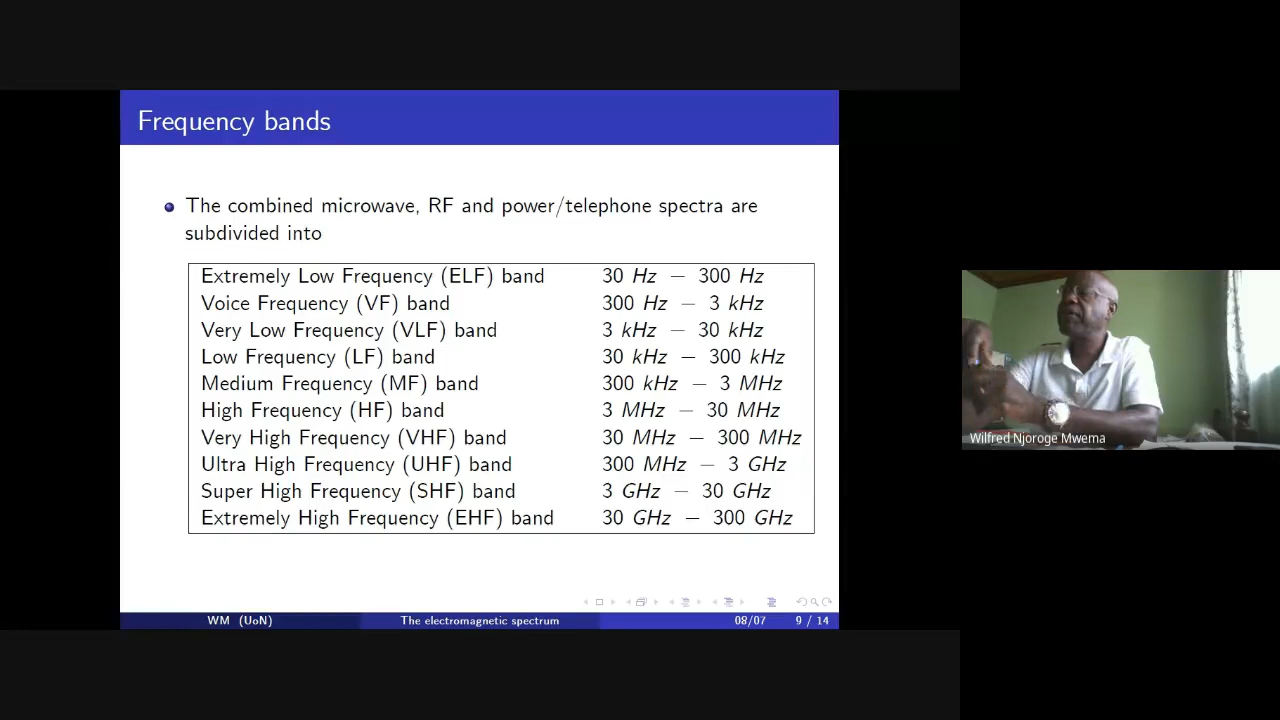 Frequency bands
The combined microwave, RF and power/telephone spectra are
subdivided into
Extremely Low Frequency (ELF) band 30 Hz − 300 Hz
Voice Frequency (VF) band 300 Hz − 3 kHz
Very Low Frequency (VLF) band 3 kHz − 30 kHz
Low Frequency (LF) band 30 kHz − 300 kHz
Medium Frequency (MF) band 300 kHz − 3 MHz
High Frequency (HF) band 3 MHz − 30 MHz
Very High Frequency (VHF) band 30 MHz − 300 MHz
Ultra High Frequency (UHF) band 300 MHz − 3 GHz
Super High Frequency (SHF) band 3 GHz − 30 GHz
Extremely High Frequency (EHF) band 30 GHz − 300 GHz
WM (UoN) The electromagnetic spectrum 08/07 9 / 14
Wilfred Njoroge Mwema